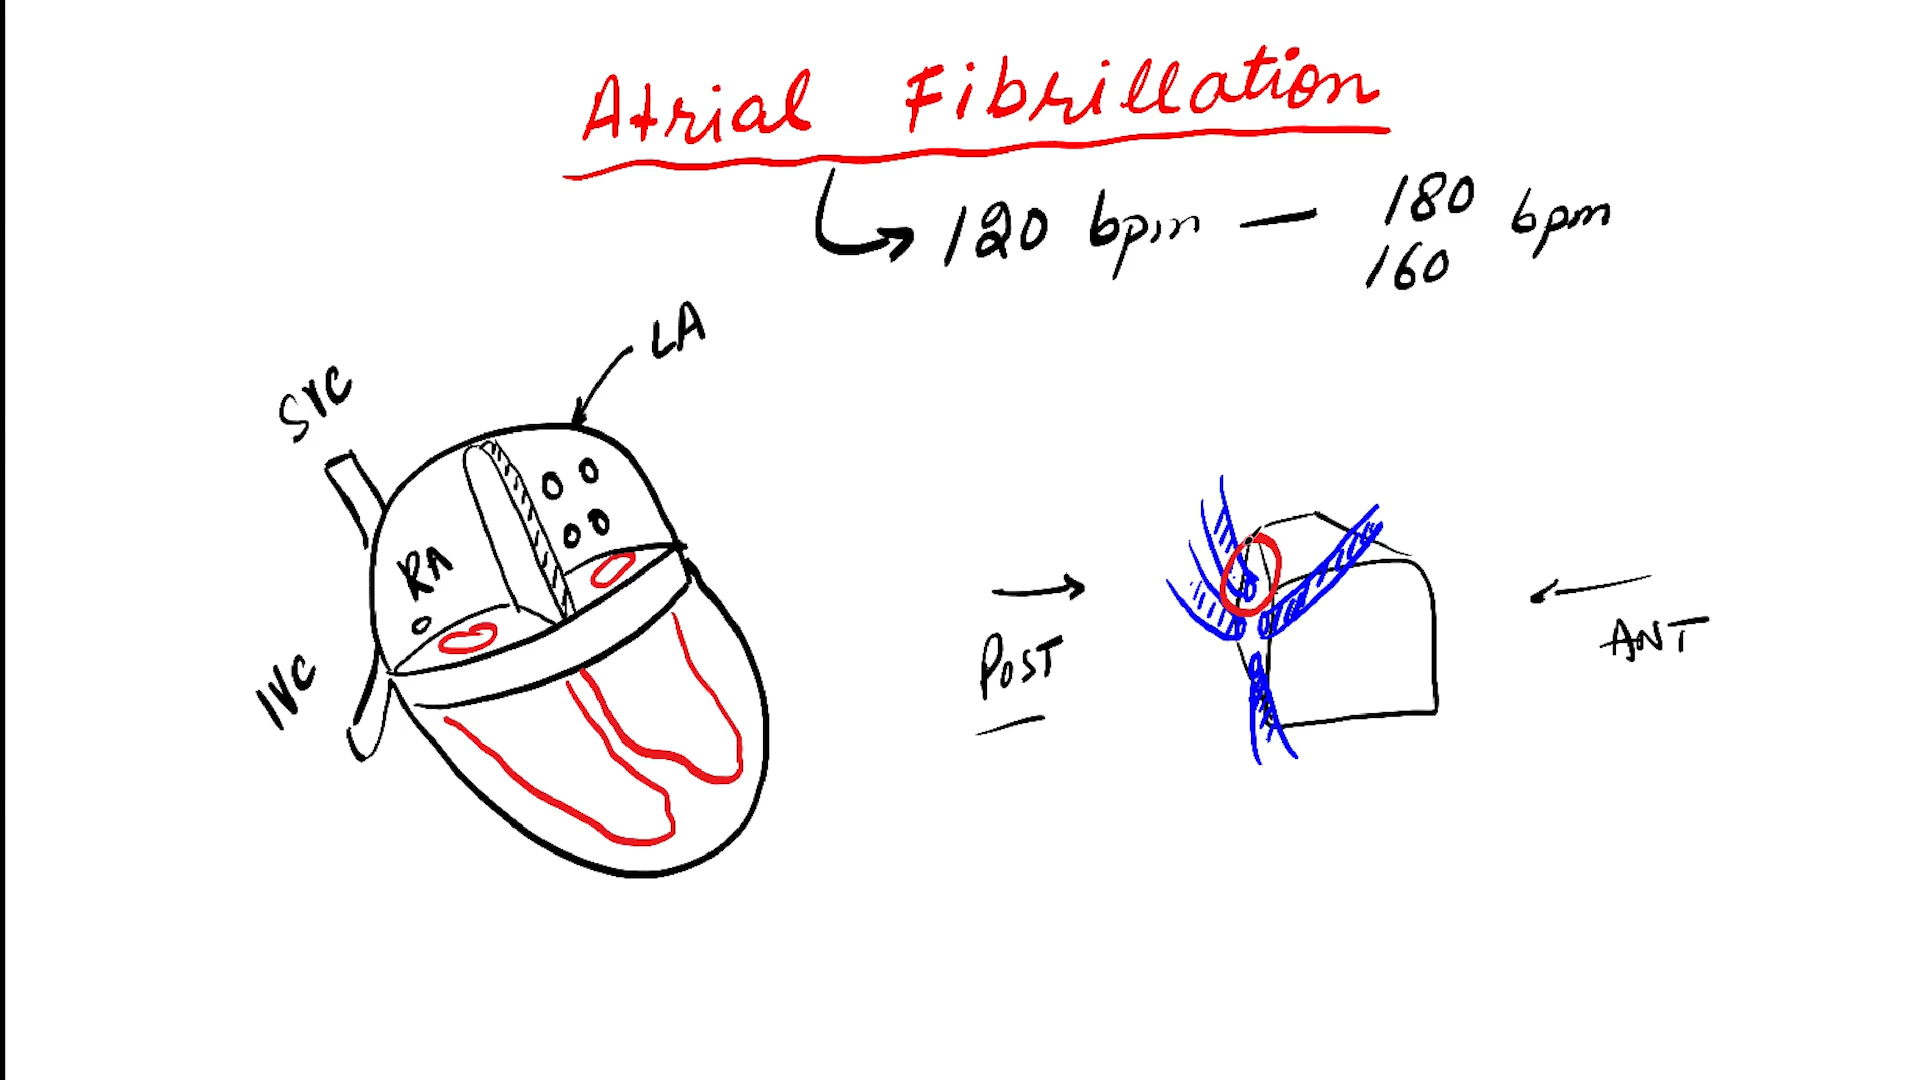 Atrial Fibrillation
120 bpm — 180 bpm
160
LA
SVC
RA
IVC
POST
ANT